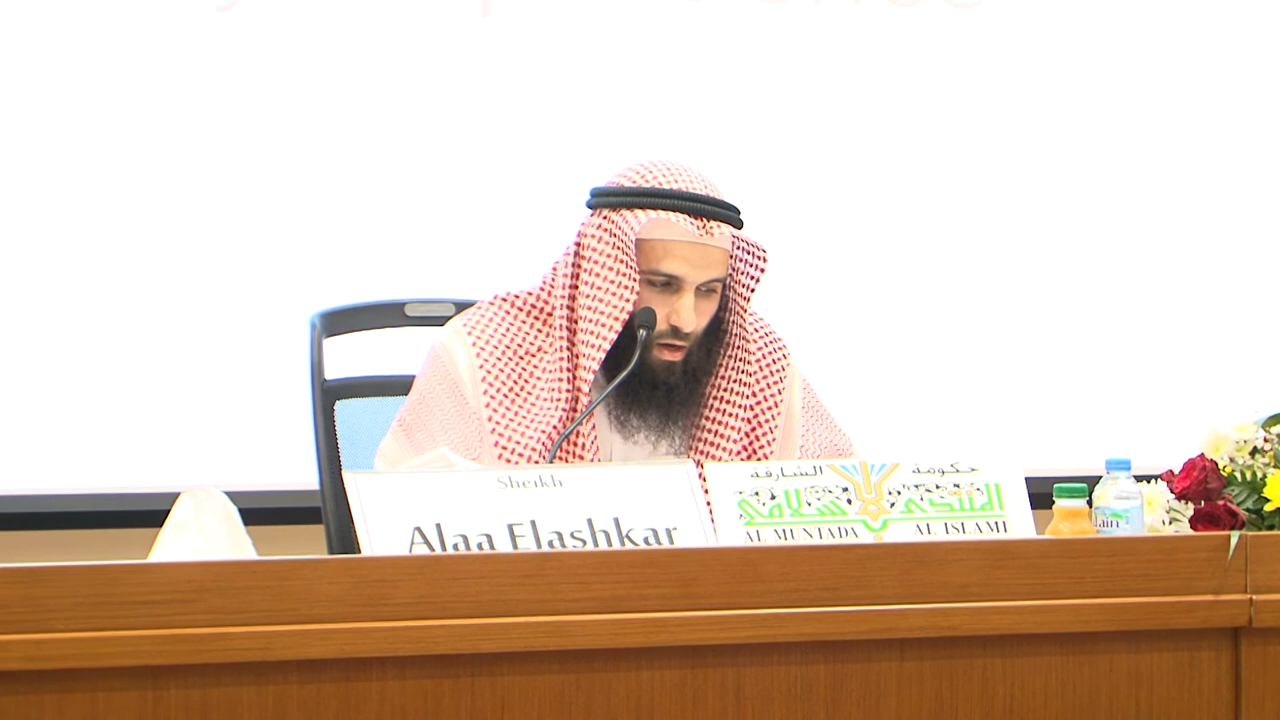 Sheikh
Alaa Elashkar
حكومة الشارقة
المنتدى الإسلامي
AL MUNTADA AL ISLAMI